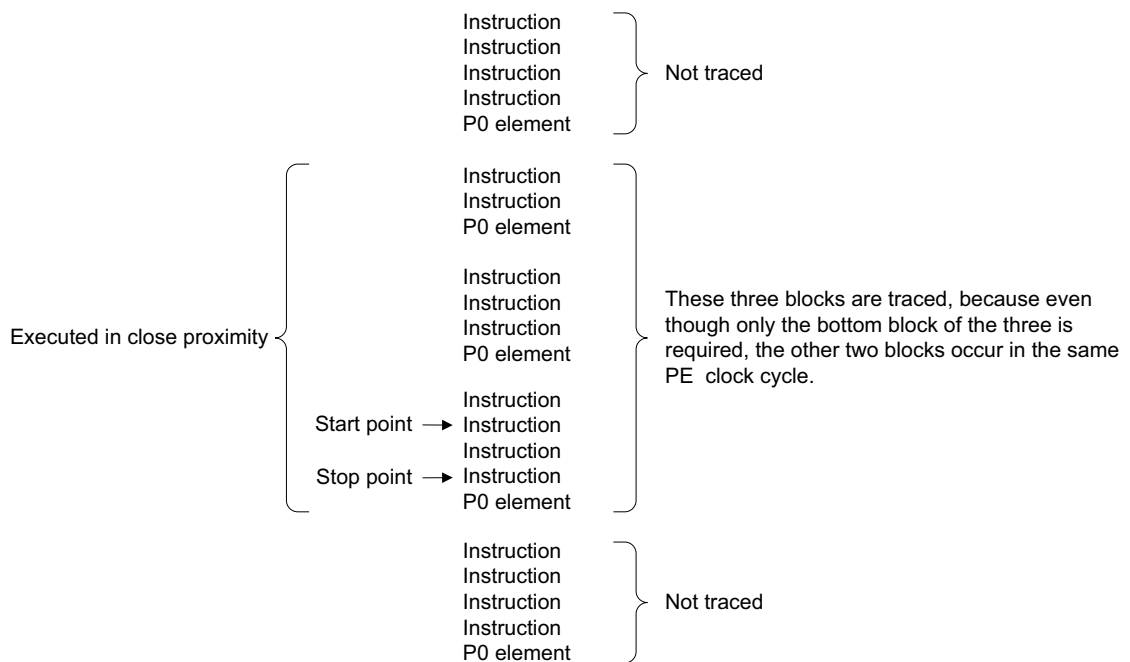 Instruction
Instruction
Instruction
Instruction
P0 element
Not traced
Executed in close proximity
Instruction
Instruction
P0 element
Instruction
Instruction
Instruction
P0 element
Instruction
Start point
Instruction
Instruction
Stop point
Instruction
P0 element
These three blocks are traced, because even
though only the bottom block of the three is
required, the other two blocks occur in the same
PE clock cycle.
Instruction
Instruction
Instruction
Instruction
P0 element
Not traced